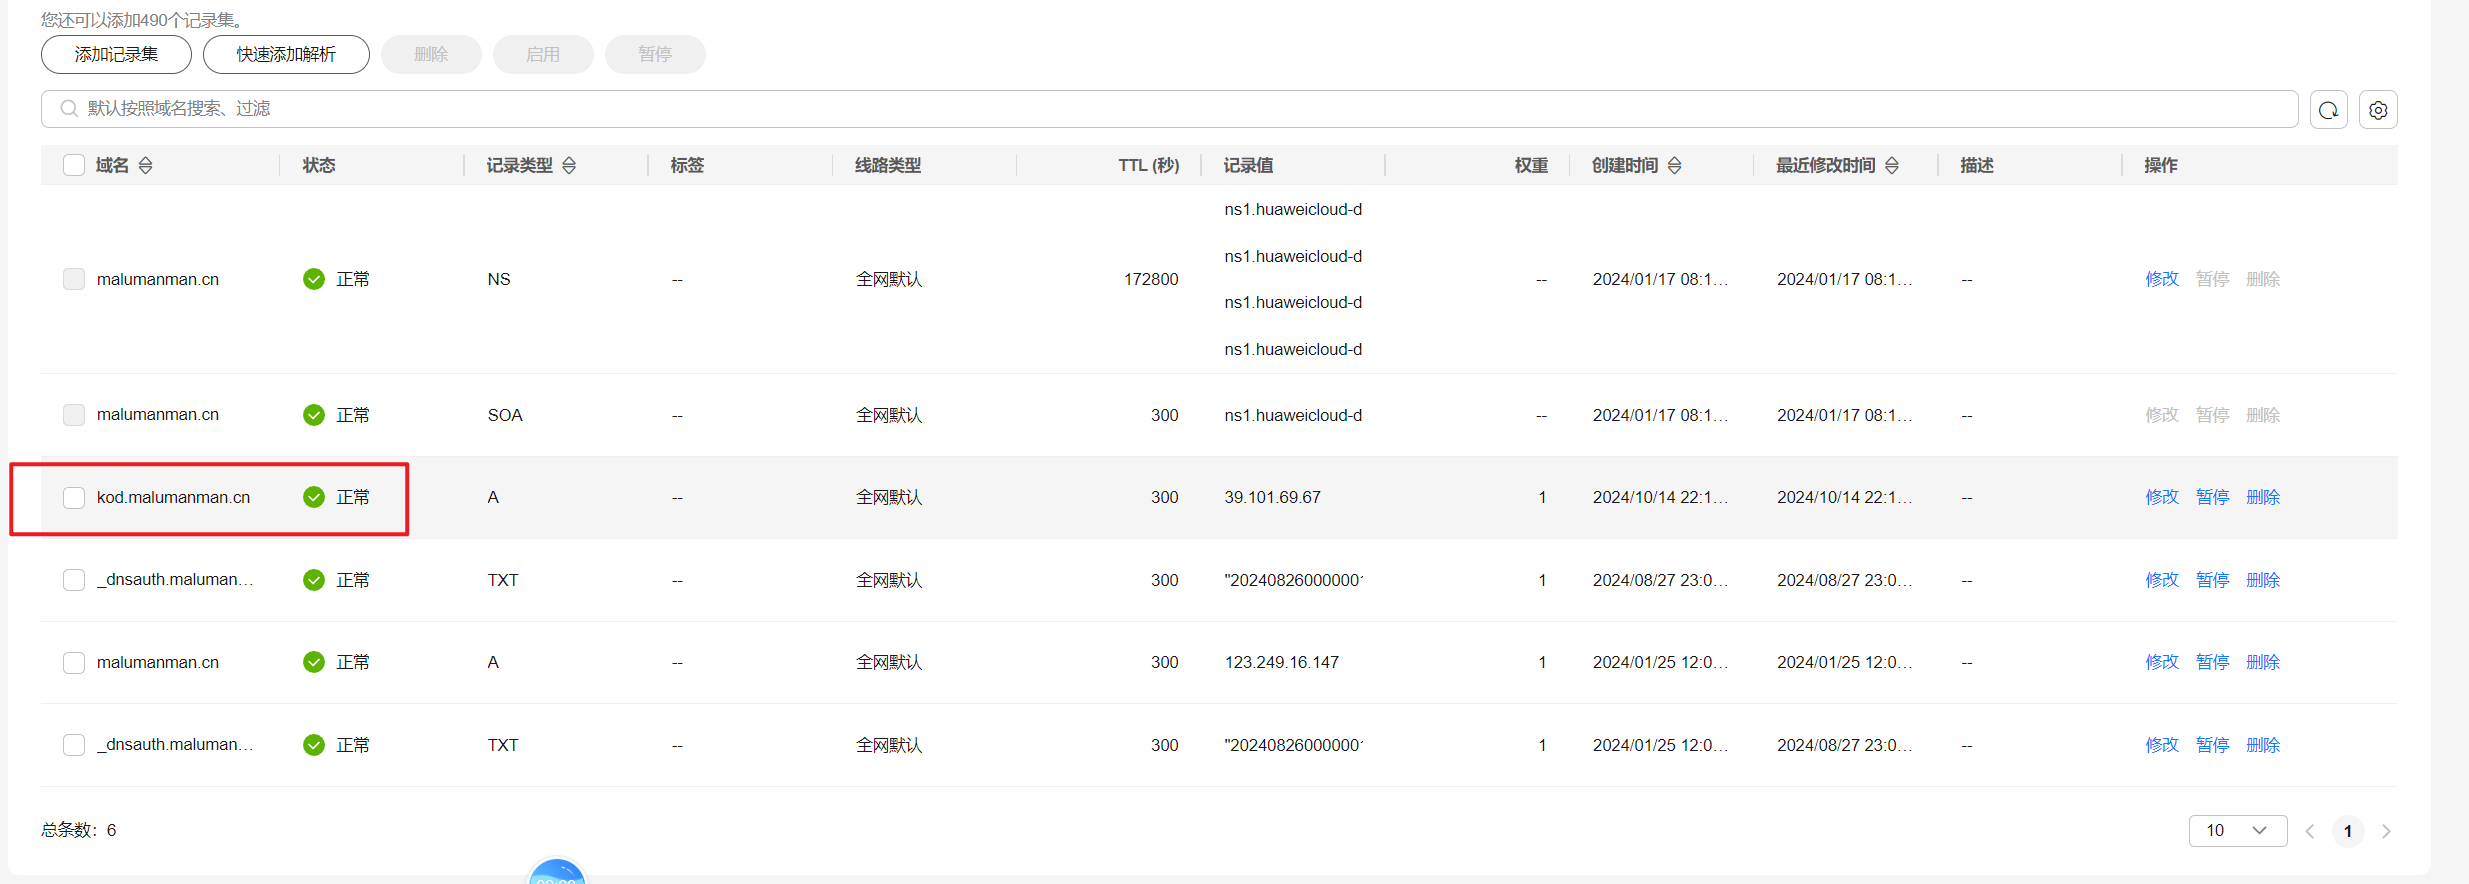 您还可以添加490个记录集。
添加记录集 快速添加解析 删除 启用 暂停
默认按照域名搜索、过滤
域名 状态 记录类型 标签 线路类型 TTL (秒) 记录值 权重 创建时间 最近修改时间 描述 操作
ns1.huaweicloud-d
ns1.huaweicloud-d
malumanman.cn 正常 NS -- 全网默认 172800 -- 2024/01/17 08:1... 2024/01/17 08:1... -- 修改 暂停 删除
ns1.huaweicloud-d
ns1.huaweicloud-d
malumanman.cn 正常 SOA -- 全网默认 300 ns1.huaweicloud-d -- 2024/01/17 08:1... 2024/01/17 08:1... -- 修改 暂停 删除
kod.malumanman.cn 正常 A -- 全网默认 300 39.101.69.67 1 2024/10/14 22:1... 2024/10/14 22:1... -- 修改 暂停 删除
_dnsauth.maluman... 正常 TXT -- 全网默认 300 "20240826000000 1 2024/08/27 23:0... 2024/08/27 23:0... -- 修改 暂停 删除
malumanman.cn 正常 A -- 全网默认 300 123.249.16.147 1 2024/01/25 12:0... 2024/01/25 12:0... -- 修改 暂停 删除
_dnsauth.maluman... 正常 TXT -- 全网默认 300 "20240826000000 1 2024/01/25 12:0... 2024/08/27 23:0... -- 修改 暂停 删除
总条数：6 10 1